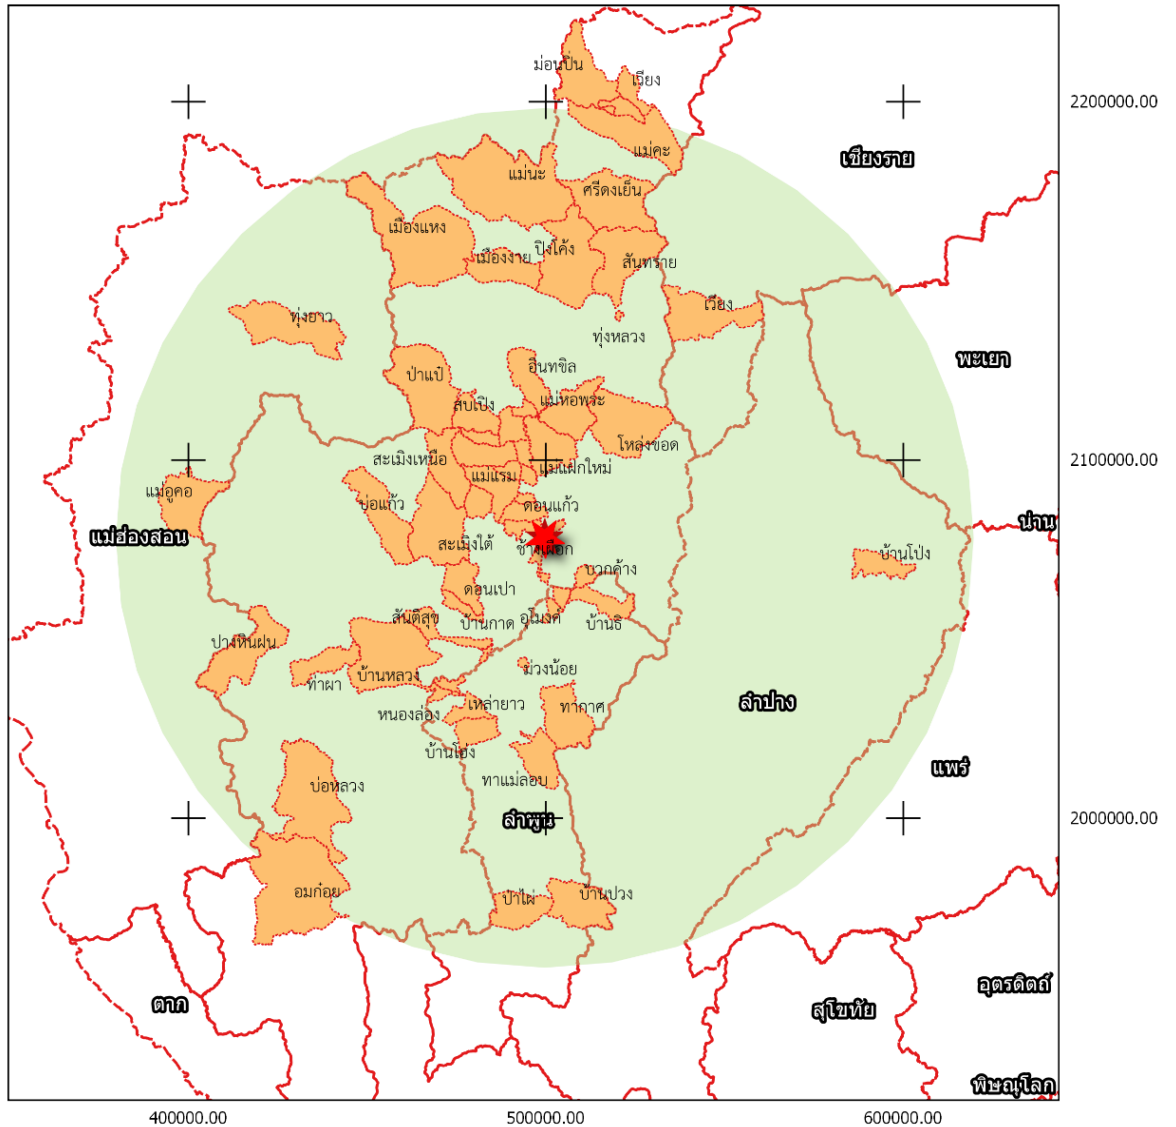 ม่อนปิ่น
เวียง
2200000.00
แม่คะ
เชียงราย
แม่นะ
ศรีดงเย็น
เมืองแหง
ปิงโค้ง
เมืองงาย
สันทราย
เวียง
ทุ่งยาว
ทุ่งหลวง
พะเยา
อินทขิล
ป่าแป๋
แม่หอพระ
สบเปิง
โหล่งขอด
สะเมิงเหนือ
2100000.00
แม่แฝกใหม่
แม่แรม
แม่อูคอ
บ่อแก้ว
ดอนแก้ว
น่าน
แม่ฮ่องสอน
สะเมิงใต้
ช้างเผือก
บ้านโป่ง
บวกค้าง
ดอนเปา
สันติสุข
บ้านกาด
อุโมงค์
บ้านธิ
ปางหินฝน
ท่าผา
บ้านหลวง
ม่วงน้อย
หนองล่อง
เหล่ายาว
ทากาศ
ลำปาง
บ้านโฮ่ง
แพร่
ทาแม่ลอบ
บ่อหลวง
ลำพูน
2000000.00
อมก๋อย
ป่าไผ่
บ้านปวง
อุตรดิตถ์
ตาก
สุโขทัย
พิษณุโลก
400000.00
500000.00
600000.00